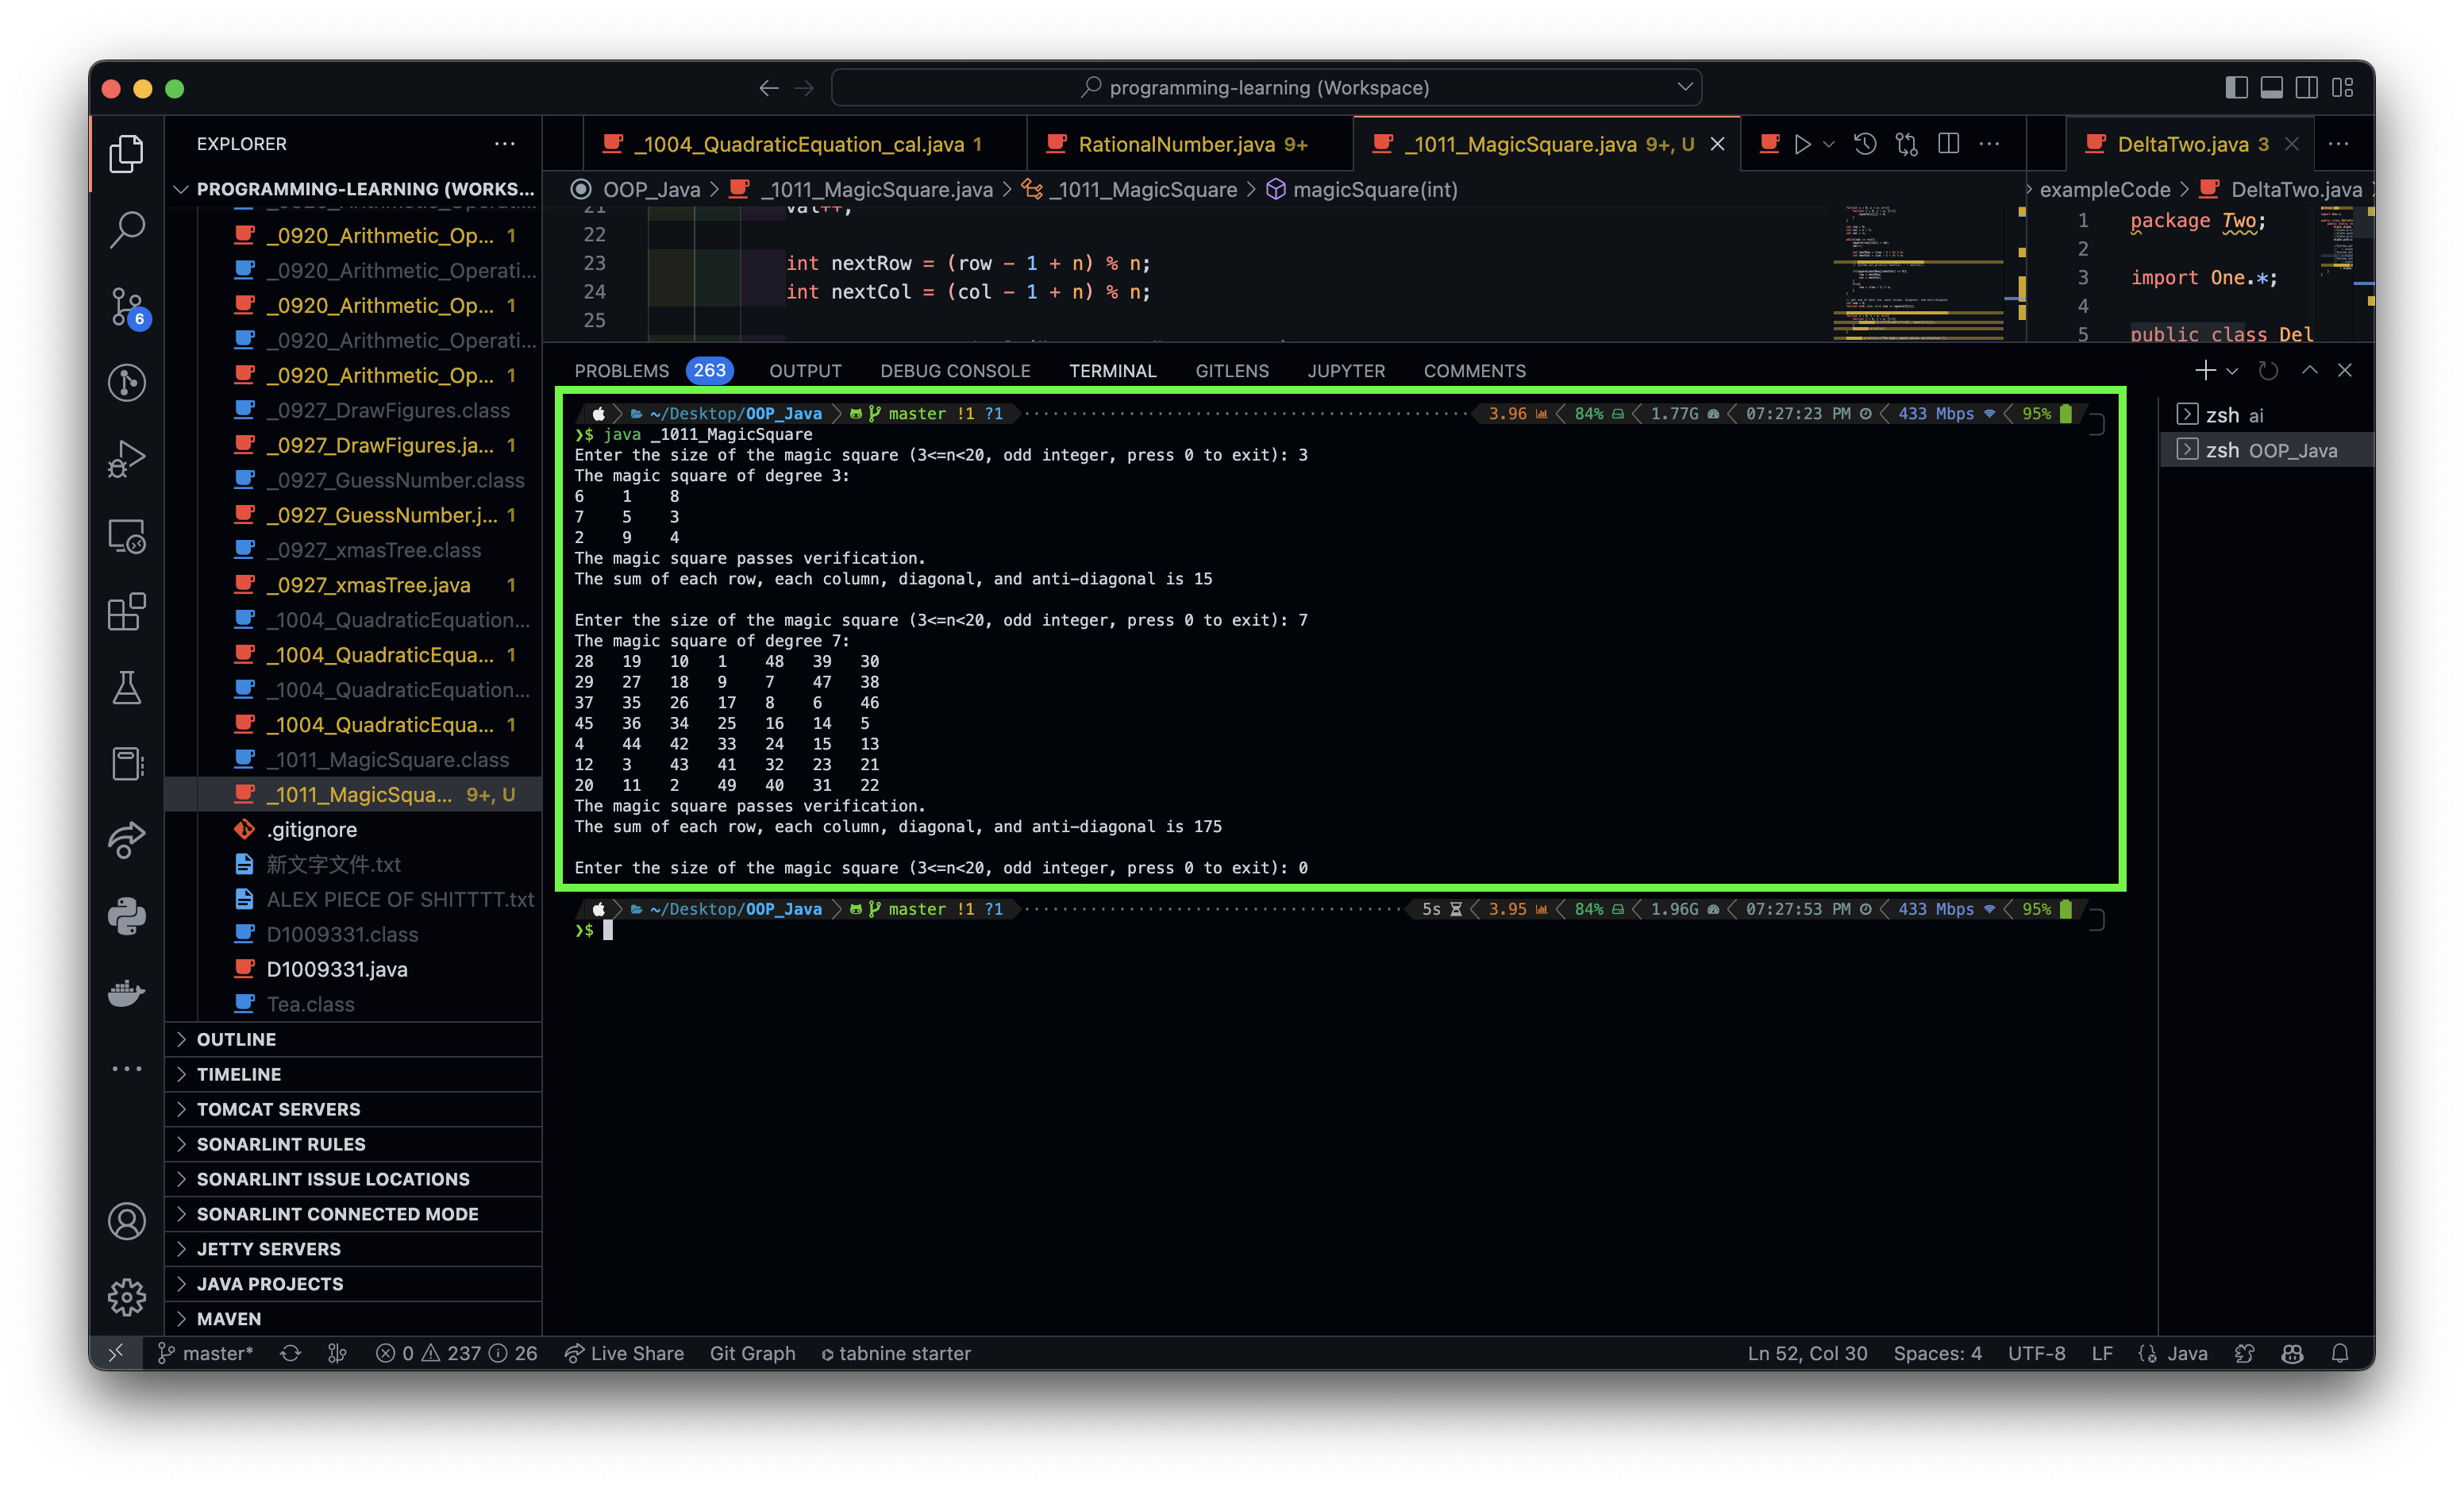 programming-learning (Workspace)
EXPLORER
PROGRAMMING-LEARNING (WORKS...
_0920_Arithmetic_Op... 1
_0920_Arithmetic_Operati...
_0920_Arithmetic_Op... 1
_0920_Arithmetic_Operati...
_0920_Arithmetic_Op... 1
_0927_DrawFigures.class
_0927_DrawFigures.ja... 1
_0927_GuessNumber.class
_0927_GuessNumber.j... 1
_0927_xmasTree.class
_0927_xmasTree.java 1
_1004_QuadraticEquation...
_1004_QuadraticEqua... 1
_1004_QuadraticEquation...
_1004_QuadraticEqua... 1
_1011_MagicSquare.class
_1011_MagicSqua... 9+, U
.gitignore
新文字文件.txt
ALEX PIECE OF SHITTTT.txt
D1009331.class
D1009331.java
Tea.class
OUTLINE
TIMELINE
TOMCAT SERVERS
SONARLINT RULES
SONARLINT ISSUE LOCATIONS
SONARLINT CONNECTED MODE
JETTY SERVERS
JAVA PROJECTS
MAVEN
6
_1004_QuadraticEquation_cal.java 1
RationalNumber.java 9+
_1011_MagicSquare.java 9+, U
DeltaTwo.java 3
OOP_Java > _1011_MagicSquare.java > _1011_MagicSquare > magicSquare(int)
21 val++;
22
23 int nextRow = (row - 1 + n) % n;
24 int nextCol = (col - 1 + n) % n;
25
exampleCode > DeltaTwo.java
1 package Two;
2
3 import One.*;
4
5 public class Del
PROBLEMS 263 OUTPUT DEBUG CONSOLE TERMINAL GITLENS JUPYTER COMMENTS
~/Desktop/OOP_Java master !1 ?1 3.96 84% 1.77G 07:27:23 PM 433 Mbps 95%
❯$ java _1011_MagicSquare
Enter the size of the magic square (3<=n<20, odd integer, press 0 to exit): 3
The magic square of degree 3:
6 1 8
7 5 3
2 9 4
The magic square passes verification.
The sum of each row, each column, diagonal, and anti-diagonal is 15
Enter the size of the magic square (3<=n<20, odd integer, press 0 to exit): 7
The magic square of degree 7:
28 19 10 1 48 39 30
29 27 18 9 7 47 38
37 35 26 17 8 6 46
45 36 34 25 16 14 5
4 44 42 33 24 15 13
12 3 43 41 32 23 21
20 11 2 49 40 31 22
The magic square passes verification.
The sum of each row, each column, diagonal, and anti-diagonal is 175
Enter the size of the magic square (3<=n<20, odd integer, press 0 to exit): 0
~/Desktop/OOP_Java master !1 ?1 5s 3.95 84% 1.96G 07:27:53 PM 433 Mbps 95%
❯$
zsh ai
zsh OOP_Java
master* 0 237 26 Live Share Git Graph tabnine starter
Ln 52, Col 30 Spaces: 4 UTF-8 LF Java